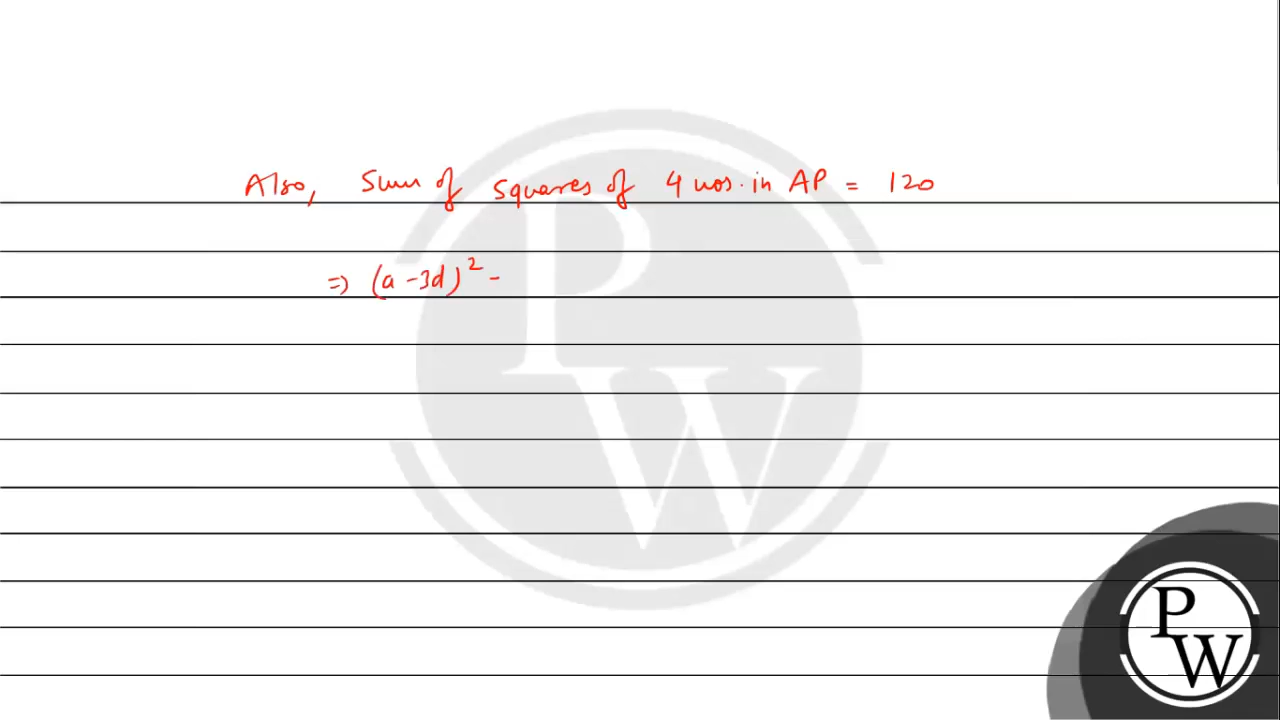 Also, Sum of squares of 4 nos. in AP = 120
⇒ (a - 3d)² -
P
W
P
W